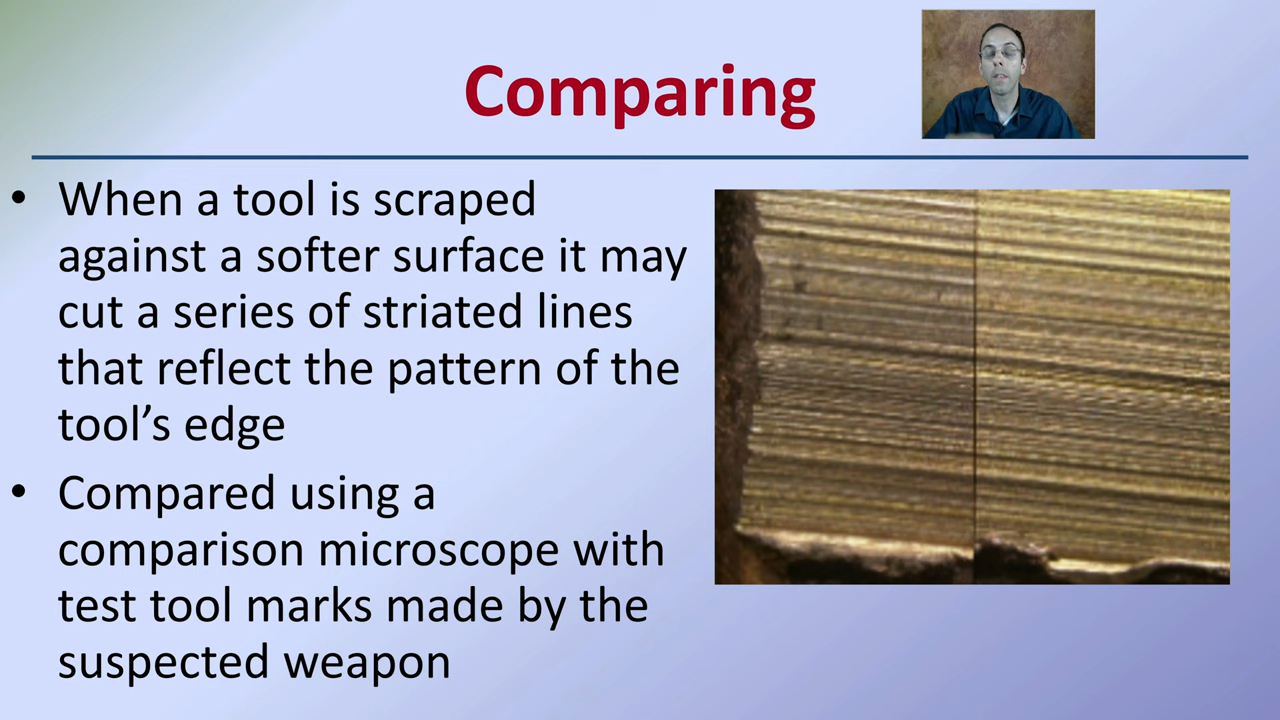 Comparing
• When a tool is scraped
against a softer surface it may
cut a series of striated lines
that reflect the pattern of the
tool’s edge
• Compared using a
comparison microscope with
test tool marks made by the
suspected weapon